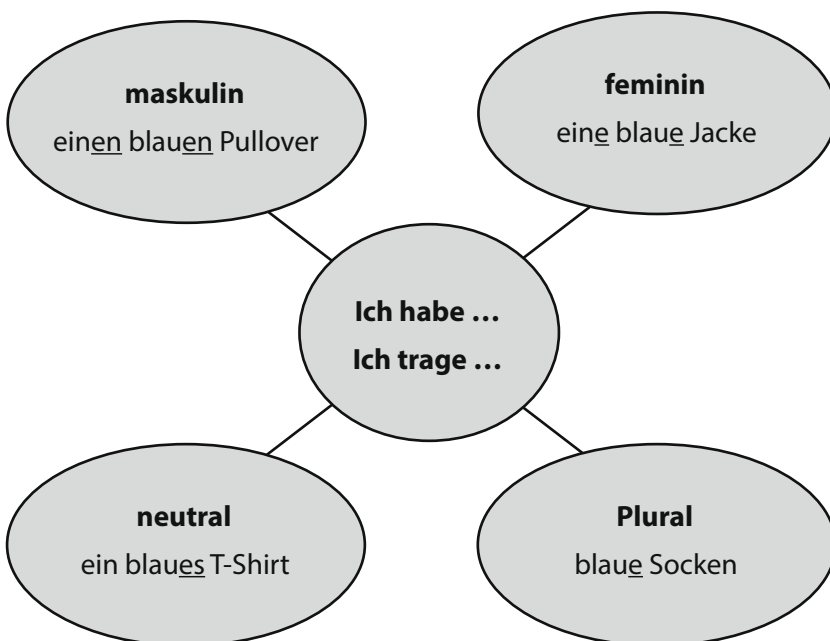 maskulin
einen blauen Pullover
feminin
eine blaue Jacke
Ich habe …
Ich trage …
neutral
ein blaues T-Shirt
Plural
blaue Socken